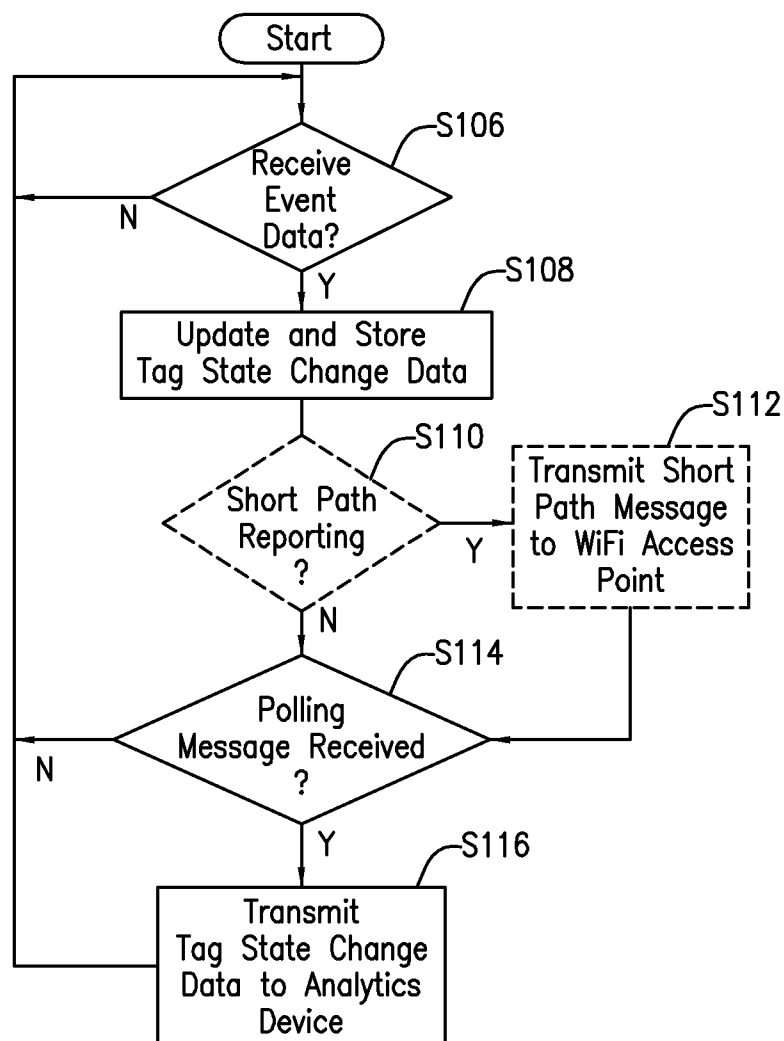 Start
S106
Receive
Event
Data?
N
Y
S108
Update and Store
Tag State Change Data
S110
Short Path
Reporting
?
Y
N
S112
Transmit Short
Path Message
to WiFi Access
Point
S114
Polling
Message Received
?
N
Y
S116
Transmit
Tag State Change
Data to Analytics
Device